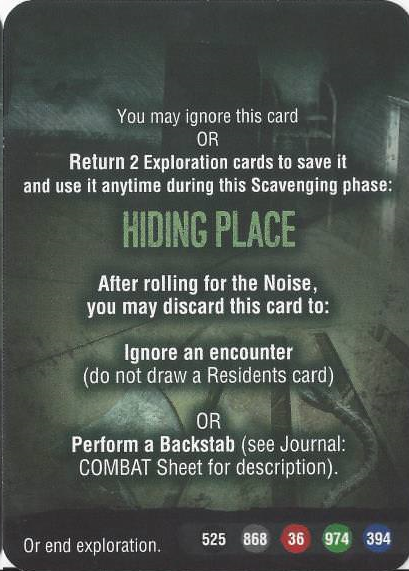 You may ignore this card
OR
Return 2 Exploration cards to save it
and use it anytime during this Scavenging phase:
HIDING PLACE
After rolling for the Noise,
you may discard this card to:
Ignore an encounter
(do not draw a Residents card)
OR
Perform a Backstab (see Journal:
COMBAT Sheet for description).
Or end exploration. 525 868 36 974 394